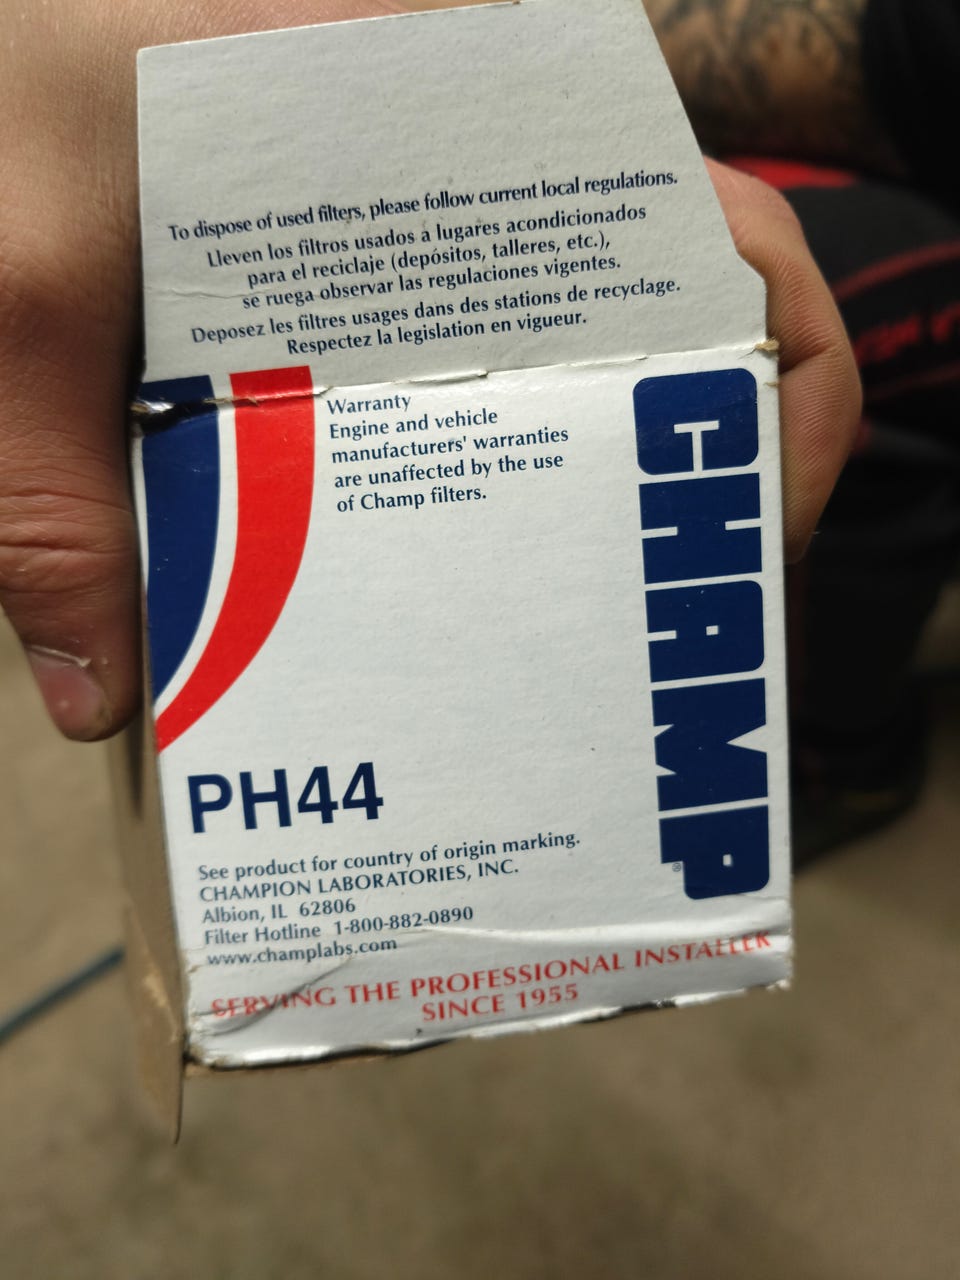 To dispose of used filters, please follow current local regulations.
Lleven los filtros usados a lugares acondicionados
para el reciclaje (depósitos, talleres, etc.),
se ruega observar las regulaciones vigentes.
Deposez les filtres usages dans des stations de recyclage.
Respectez la legislation en vigueur.
Warranty
Engine and vehicle
manufacturers' warranties
are unaffected by the use
of Champ filters.
CHAMP®
PH44
See product for country of origin marking.
CHAMPION LABORATORIES, INC.
Albion, IL 62806
Filter Hotline 1-800-882-0890
www.champlabs.com
SERVING THE PROFESSIONAL INSTALLER
SINCE 1955